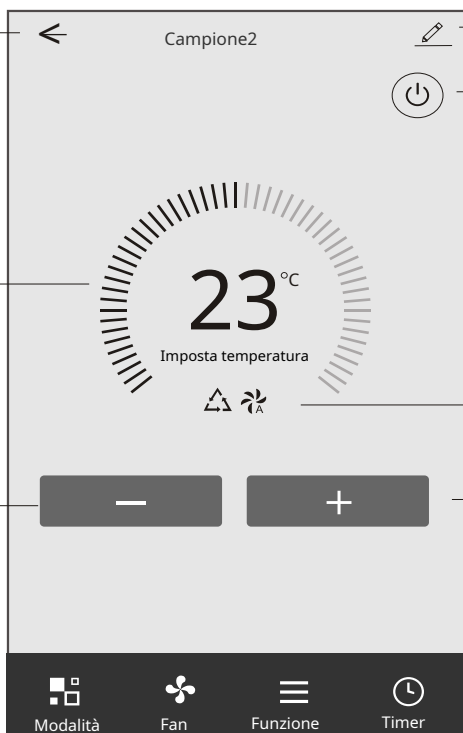 Campione2
23°C
Imposta temperatura
A
Modalità
Fan
Funzione
Timer